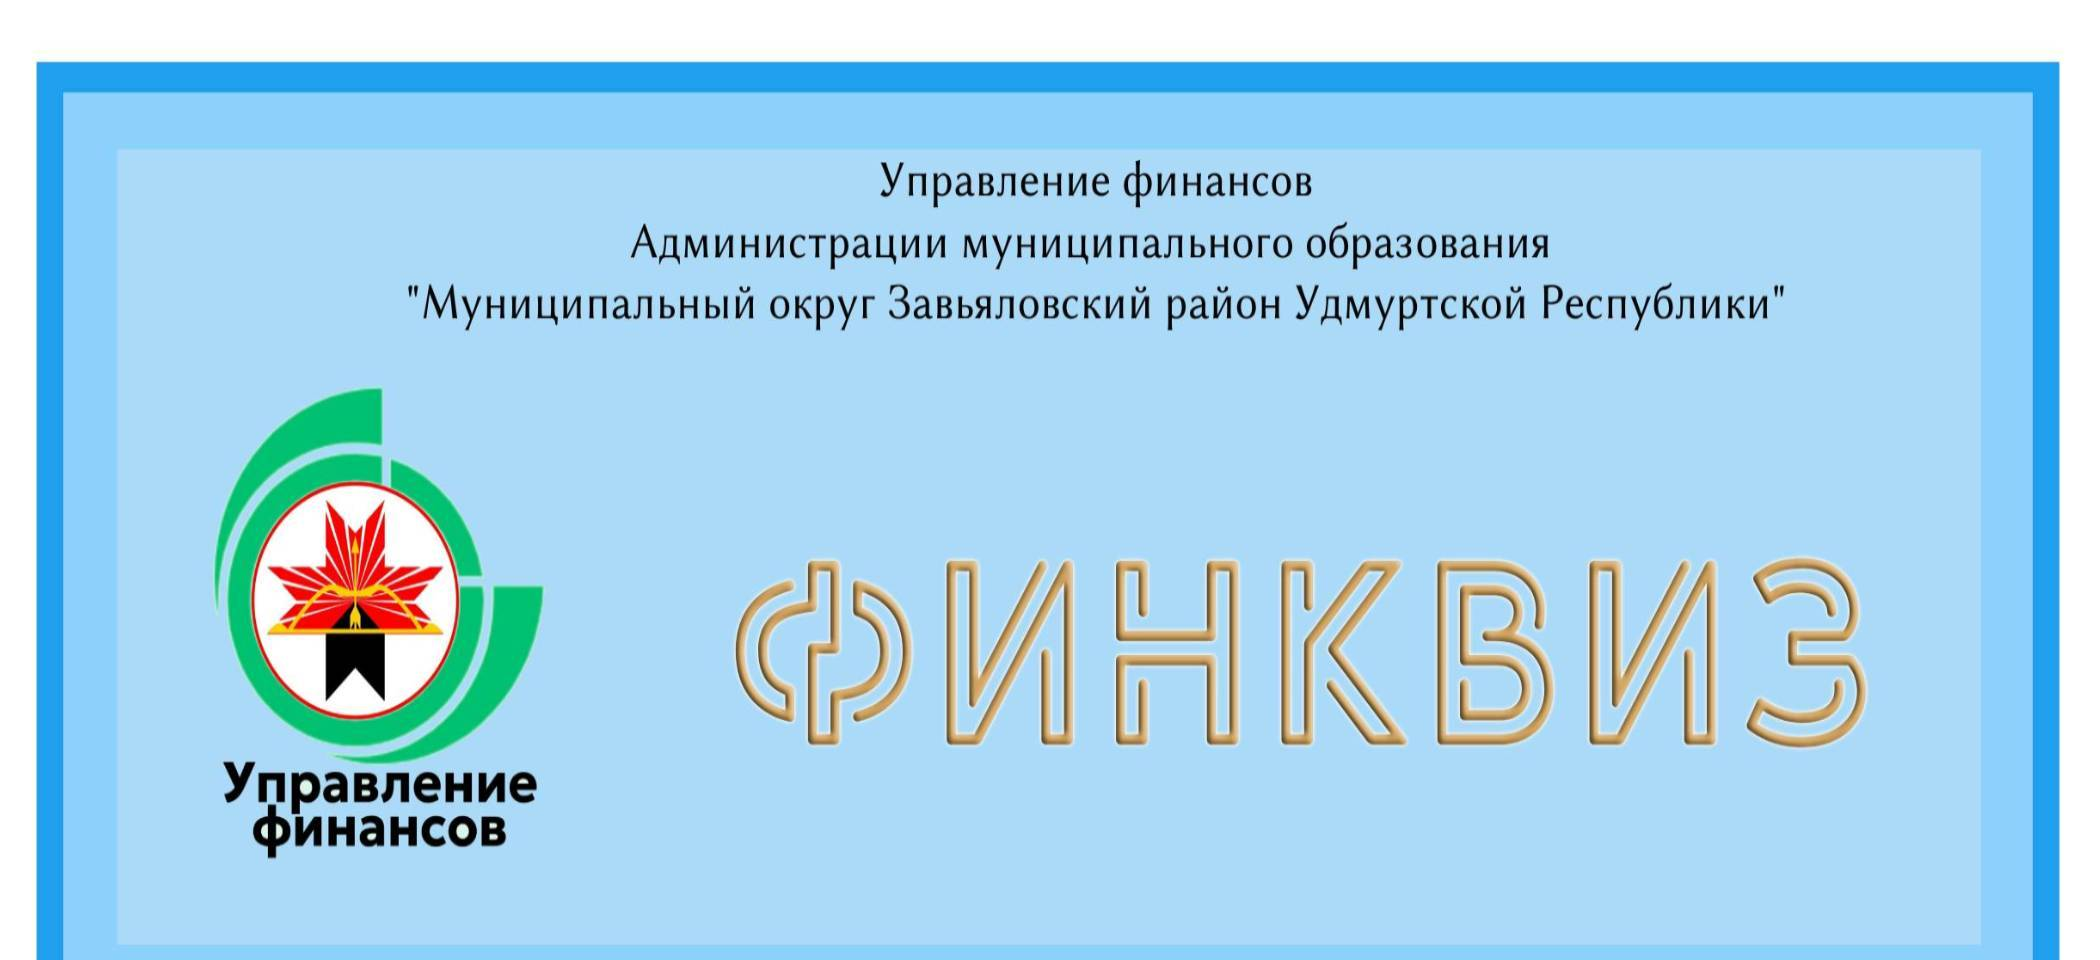 Управление финансов
Администрации муниципального образования
"Муниципальный округ Завьяловский район Удмуртской Республики"
ФИНКВИЗ
Управление
финансов